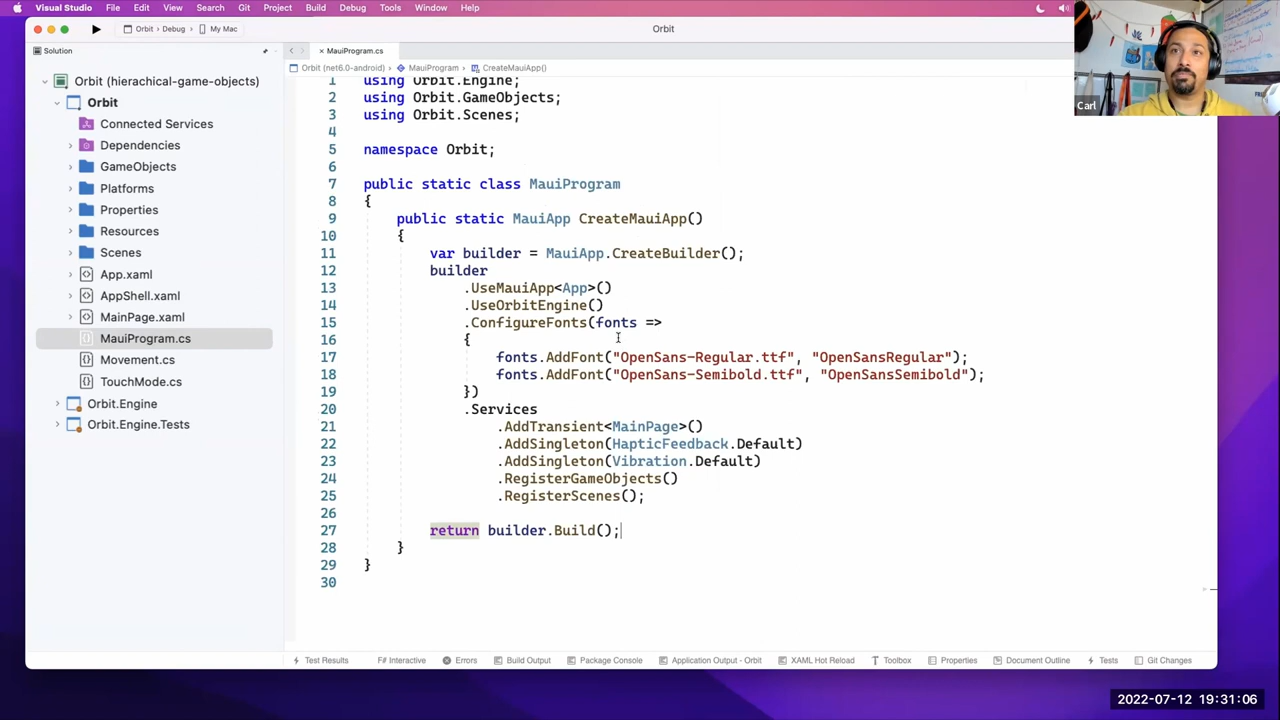 Visual Studio File Edit View Search Git Project Build Debug Tools Window Help
Orbit › Debug › My Mac
Orbit
Solution
MauiProgram.cs
Orbit (net6.0-android) › MauiProgram › CreateMauiApp()
Orbit (hierachical-game-objects)
Orbit
Connected Services
Dependencies
GameObjects
Platforms
Properties
Resources
Scenes
App.xaml
AppShell.xaml
MainPage.xaml
MauiProgram.cs
Movement.cs
TouchMode.cs
Orbit.Engine
Orbit.Engine.Tests
1 using Orbit.Engine;
2 using Orbit.GameObjects;
3 using Orbit.Scenes;
4
5 namespace Orbit;
6
7 public static class MauiProgram
8 {
9 public static MauiApp CreateMauiApp()
10 {
11 var builder = MauiApp.CreateBuilder();
12 builder
13 .UseMauiApp<App>()
14 .UseOrbitEngine()
15 .ConfigureFonts(fonts =>
16 {
17 fonts.AddFont("OpenSans-Regular.ttf", "OpenSansRegular");
18 fonts.AddFont("OpenSans-Semibold.ttf", "OpenSansSemibold");
19 })
20 .Services
21 .AddTransient<MainPage>()
22 .AddSingleton(HapticFeedback.Default)
23 .AddSingleton(Vibration.Default)
24 .RegisterGameObjects()
25 .RegisterScenes();
26
27 return builder.Build();
28 }
29 }
30
Carl
Test Results F# Interactive Errors Build Output Package Console Application Output - Orbit XAML Hot Reload Toolbox Properties Document Outline Tests Git Changes
2022-07-12 19:31:06